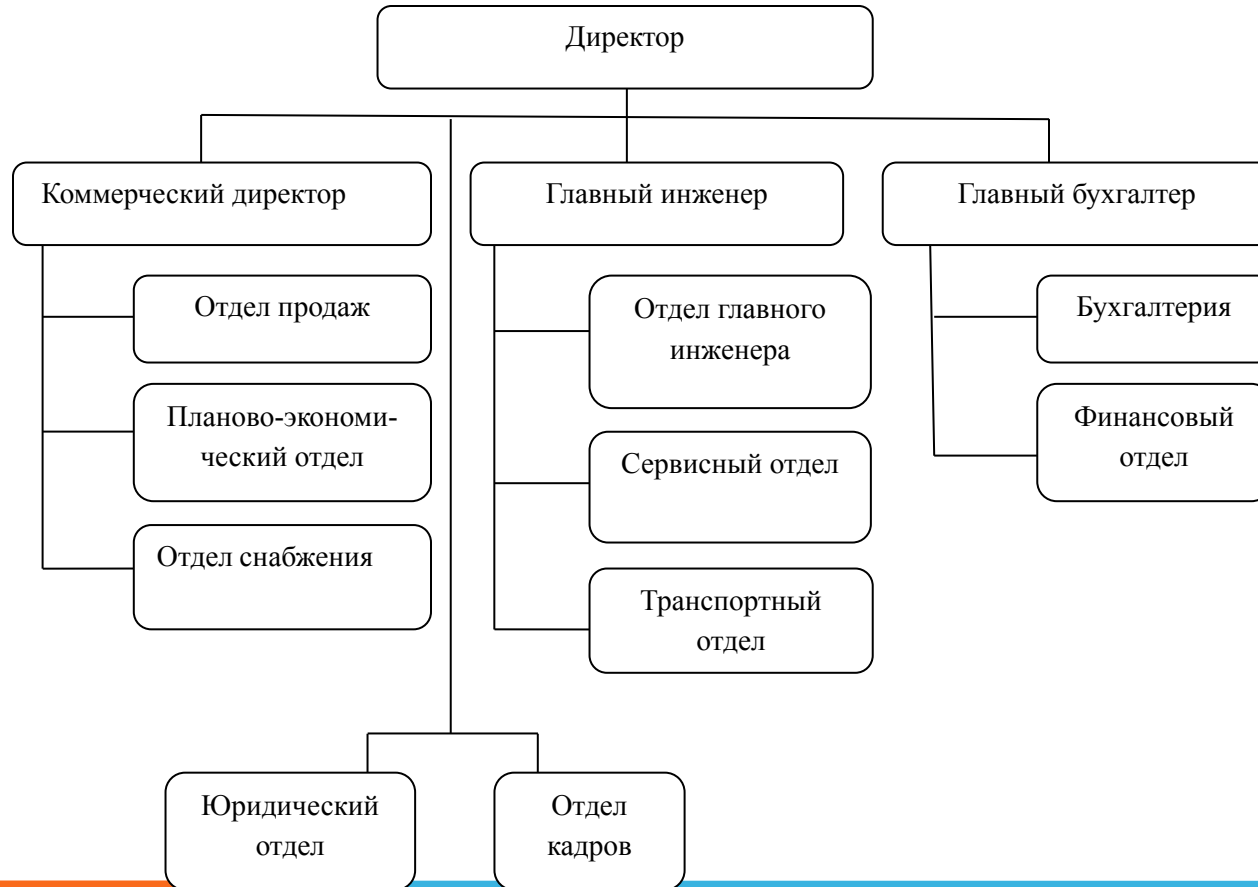 Директор
Коммерческий директор
Главный инженер
Главный бухгалтер
Отдел продаж
Планово-экономи-
ческий отдел
Отдел снабжения
Отдел главного
инженера
Сервисный отдел
Транспортный
отдел
Бухгалтерия
Финансовый
отдел
Юридический
отдел
Отдел
кадров